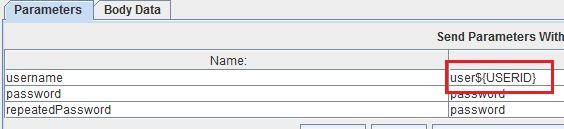 Parameters Body Data
Send Parameters With
Name:
username user${USERID}
password password
repeatedPassword password